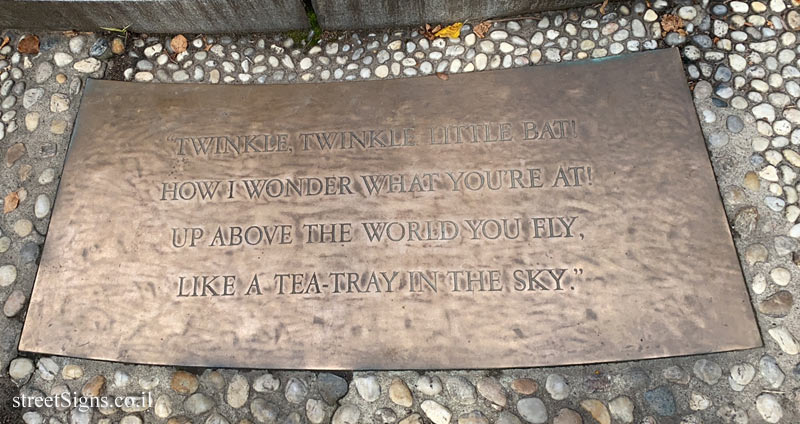 "TWINKLE, TWINKLE LITTLE BAT!
HOW I WONDER WHAT YOU'RE AT!
UP ABOVE THE WORLD YOU FLY,
LIKE A TEA-TRAY IN THE SKY."
streetSigns.co.il